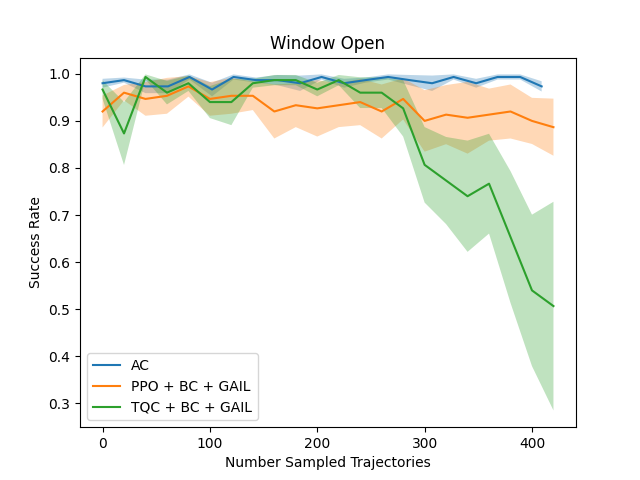 Window Open
1.0
0.9
0.8
0.7
0.6
0.5
0.4
0.3
Success Rate
AC
PPO + BC + GAIL
TQC + BC + GAIL
0
100
200
300
400
Number Sampled Trajectories